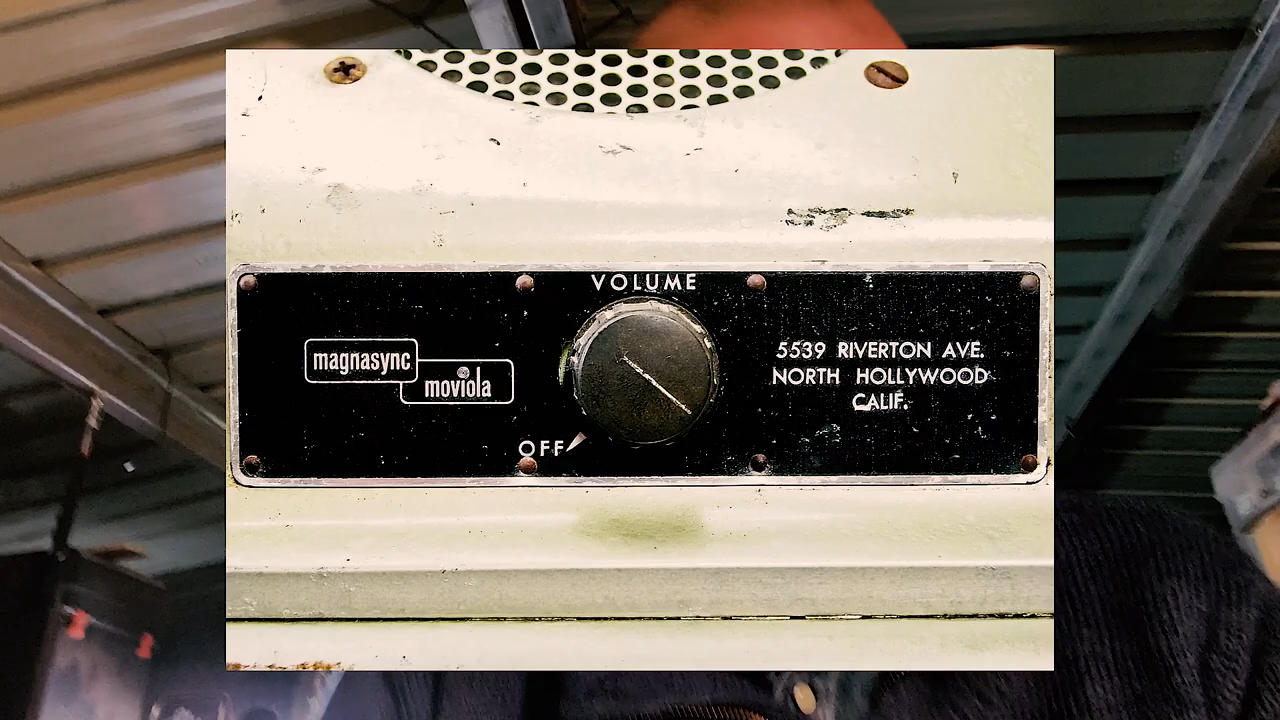 VOLUME
magnasync
moviola
5539 RIVERTON AVE.
NORTH HOLLYWOOD
CALIF.
OFF